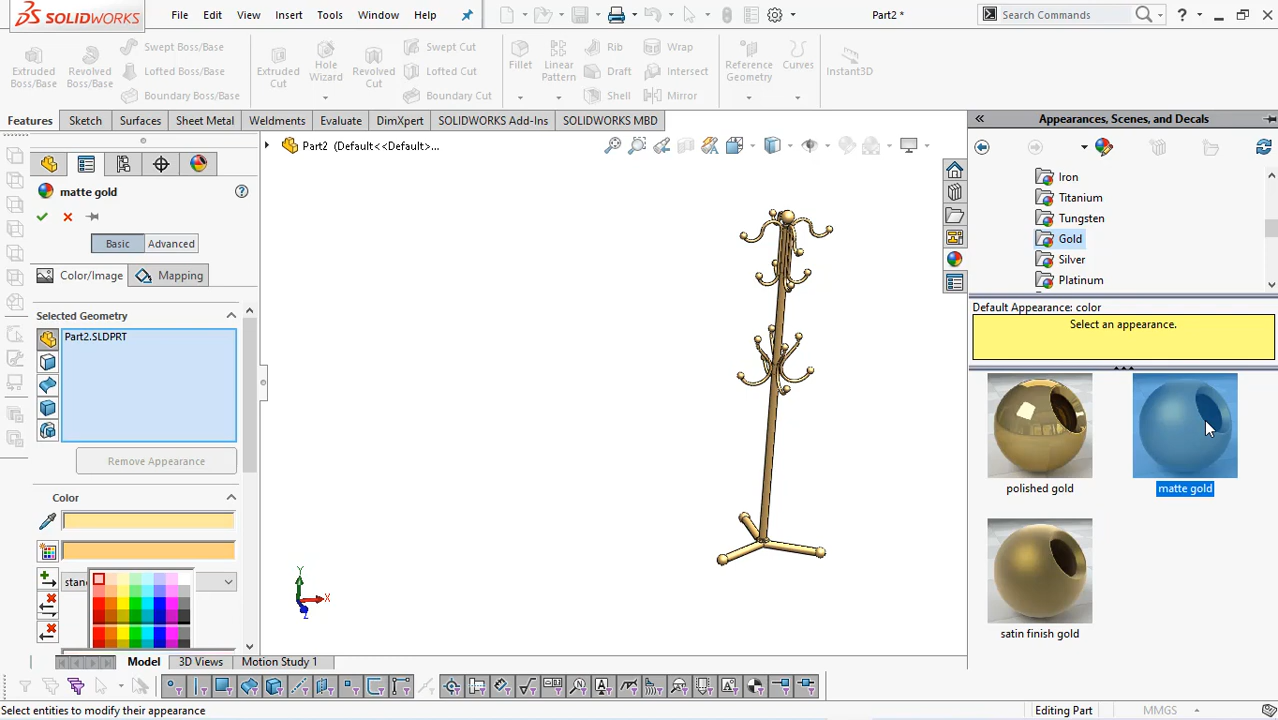 SOLIDWORKS File Edit View Insert Tools Window Help Part2 * Search Commands ?
Extruded Boss/Base Revolved Boss/Base Swept Boss/Base Lofted Boss/Base Boundary Boss/Base Extruded Cut Hole Wizard Revolved Cut Swept Cut Lofted Cut Boundary Cut Fillet Linear Pattern Rib Draft Shell Wrap Intersect Mirror Reference Geometry Curves Instant3D
Features Sketch Surfaces Sheet Metal Weldments Evaluate DimXpert SOLIDWORKS Add-Ins SOLIDWORKS MBD
Part2 (Default<<Default>...
matte gold ?
Basic Advanced
Color/Image Mapping
Selected Geometry
Part2.SLDPRT
Remove Appearance
Color
stan
Y
X
Z
Appearances, Scenes, and Decals
Iron
Titanium
Tungsten
Gold
Silver
Platinum
Default Appearance: color
Select an appearance.
polished gold matte gold
satin finish gold
Model 3D Views Motion Study 1
Select entities to modify their appearance Editing Part MMGS